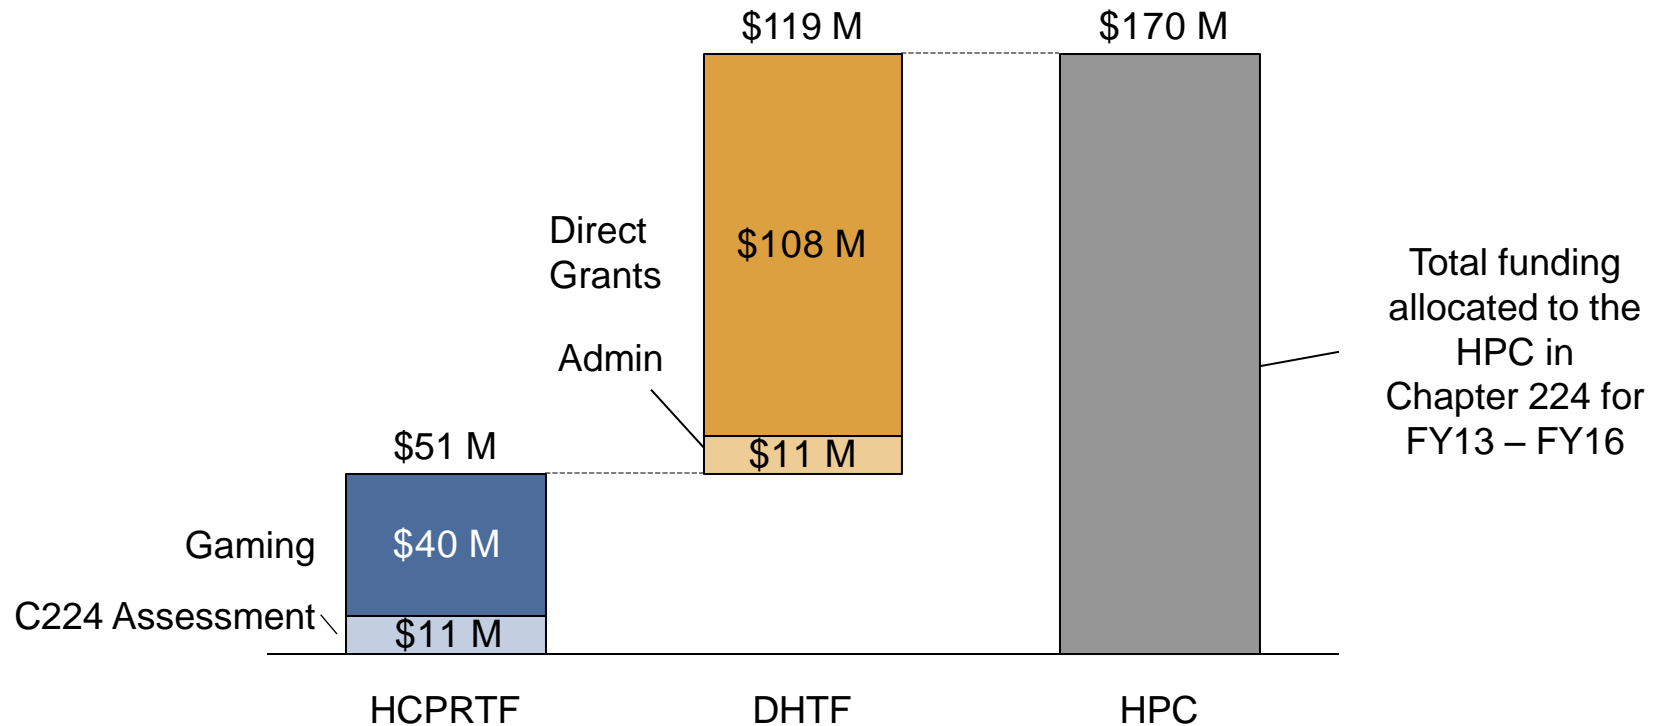 $119 M
$170 M
Direct
Grants
$108 M
Total funding
allocated to the
HPC in
Chapter 224 for
FY13 – FY16
Admin
$51 M
$11 M
Gaming
$40 M
C224 Assessment
$11 M
HCPRTF
DHTF
HPC